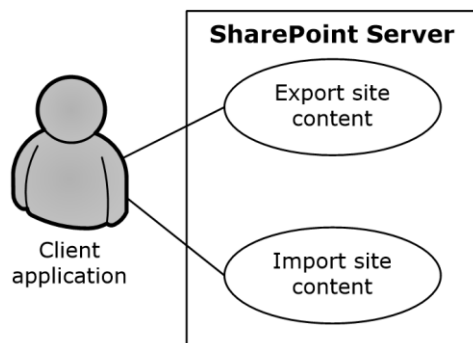 SharePoint Server
Export site
content
Client
application
Import site
content